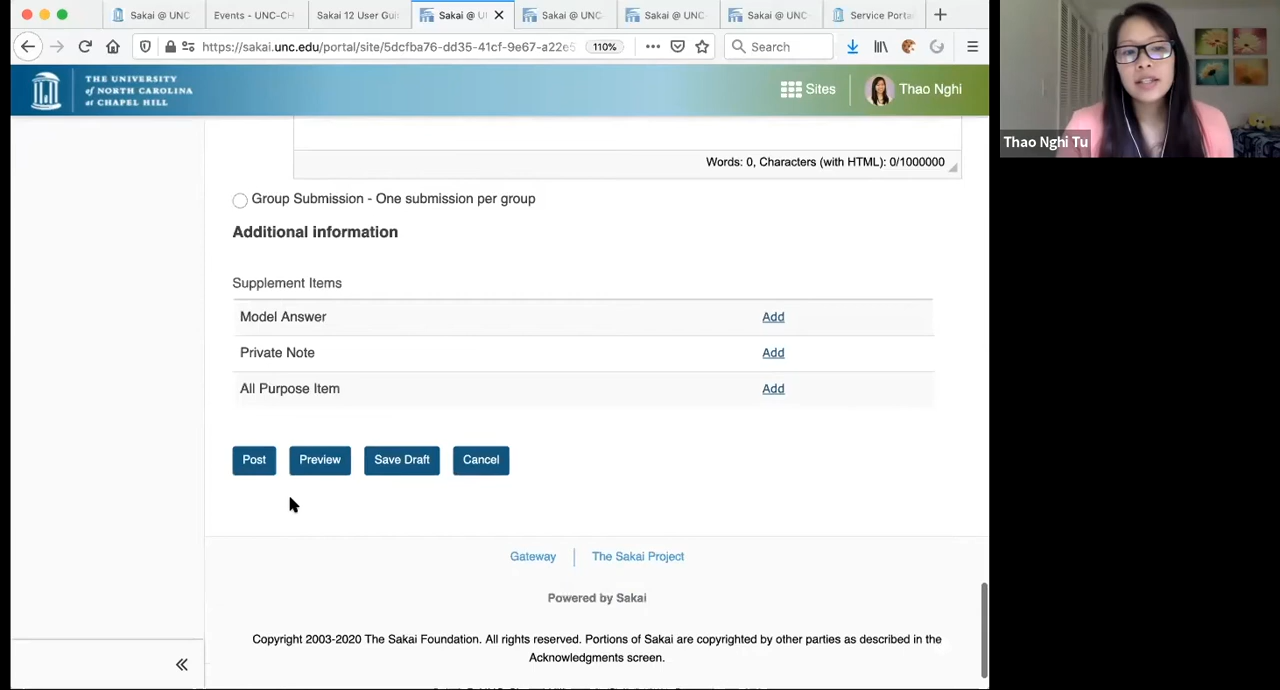 Sakai @ UNC
Events - UNC-CH
Sakai 12 User Gui
Sakai @ U
Sakai @ UNC
Sakai @ UNC
Sakai @ UNC
Service Porta
https://sakai.unc.edu/portal/site/5dcfba76-dd35-41cf-9e67-a22e5
110%
Search
THE UNIVERSITY
of NORTH CAROLINA
at CHAPEL HILL
Sites
Thao Nghi
Thao Nghi Tu
Words: 0, Characters (with HTML): 0/1000000
Group Submission - One submission per group
Additional information
Supplement Items
Model Answer Add
Private Note Add
All Purpose Item Add
Post Preview Save Draft Cancel
Gateway The Sakai Project
Powered by Sakai
Copyright 2003-2020 The Sakai Foundation. All rights reserved. Portions of Sakai are copyrighted by other parties as described in the
Acknowledgments screen.